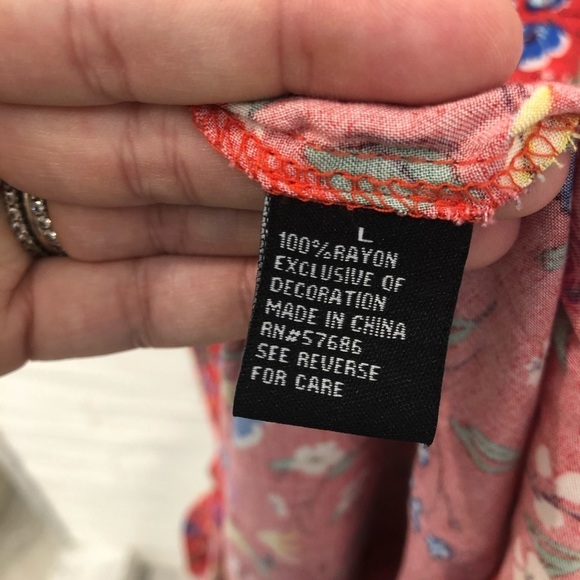 L
100%RAYON
EXCLUSIVE OF
DECORATION
MADE IN CHINA
RN#57686
SEE REVERSE
FOR CARE